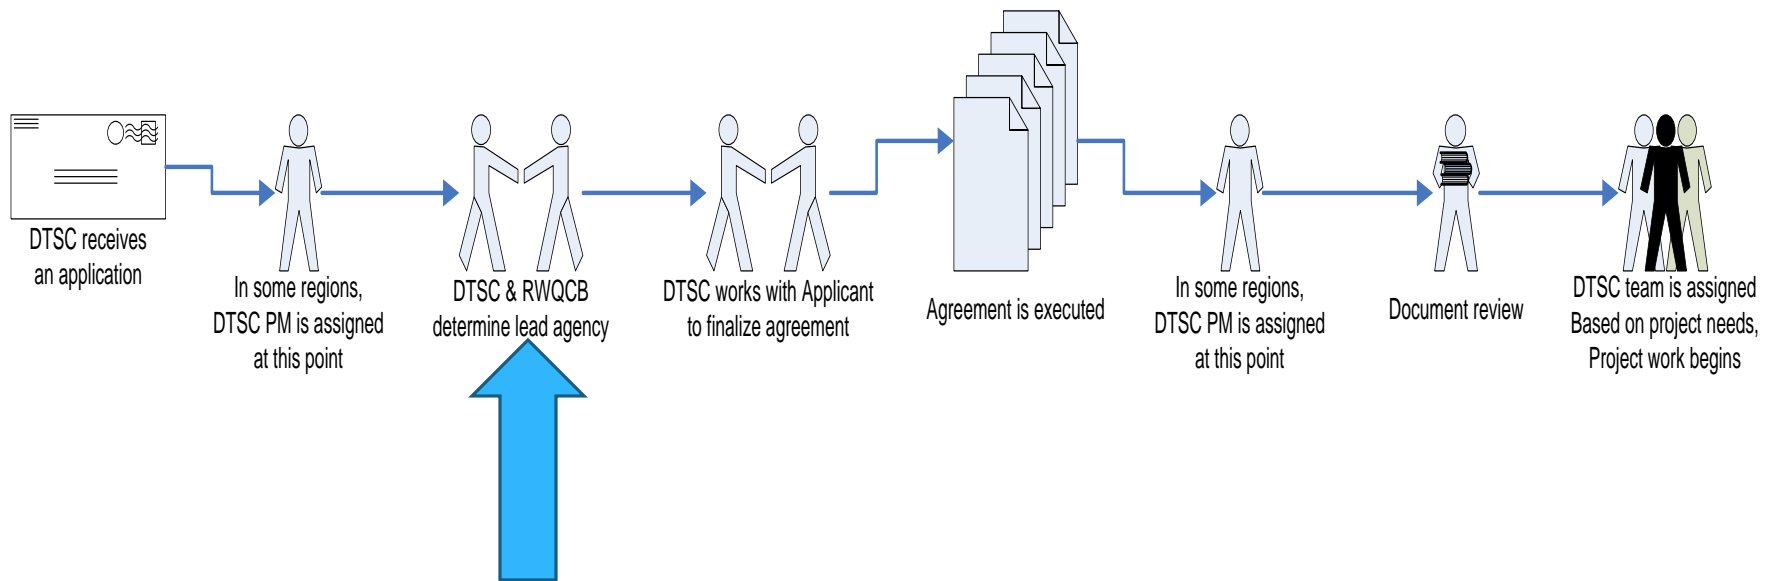 DTSC receives
an application
In some regions,
DTSC PM is assigned
at this point
DTSC & RWQCB
determine lead agency
DTSC works with Applicant
to finalize agreement
Agreement is executed
In some regions,
DTSC PM is assigned
at this point
Document review
DTSC team is assigned
Based on project needs,
Project work begins